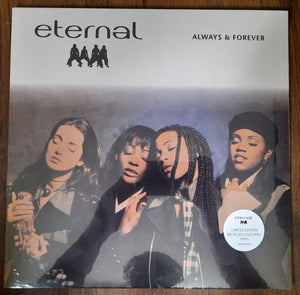 eternal
ALWAYS & FOREVER
eternal
LIMITED EDITION
RECYCLED COLOURED
VINYL